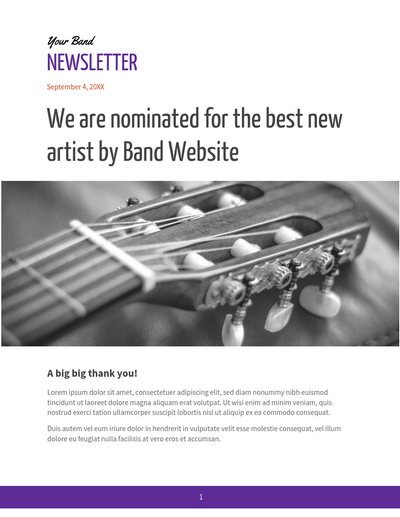 Your Band
NEWSLETTER
September 4, 20XX
We are nominated for the best new
artist by Band Website
A big big thank you!
Lorem ipsum dolor sit amet, consectetuer adipiscing elit, sed diam nonummy nibh euismod
tincidunt ut laoreet dolore magna aliquam erat volutpat. Ut wisi enim ad minim veniam, quis
nostrud exerci tation ullamcorper suscipit lobortis nisl ut aliquip ex ea commodo consequat.
Duis autem vel eum iriure dolor in hendrerit in vulputate velit esse molestie consequat, vel illum
dolore eu feugiat nulla facilisis at vero eros et accumsan.
1